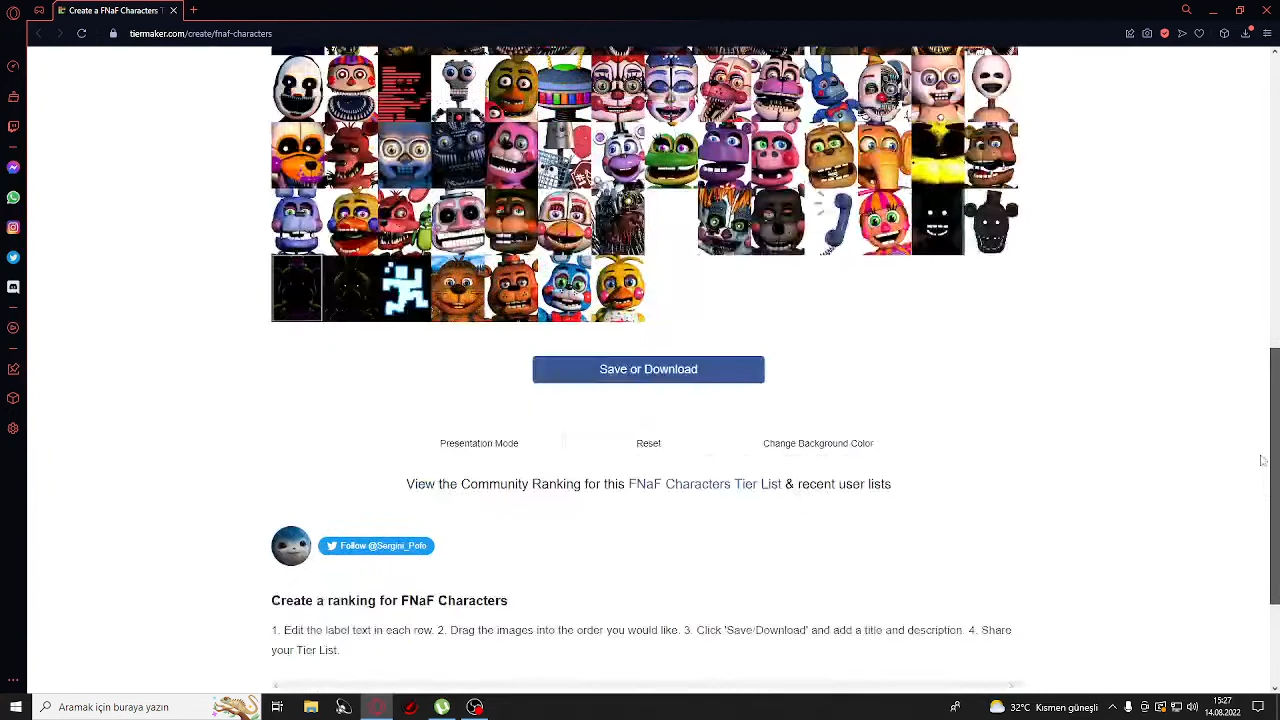 Create a FNaF Characters T
tiermaker.com/create/fnaf-characters
Save or Download
Presentation Mode
Reset
Change Background Color
View the Community Ranking for this FNaF Characters Tier List & recent user lists
Follow @Sergini_Pofo
Create a ranking for FNaF Characters
1. Edit the label text in each row. 2. Drag the images into the order you would like. 3. Click 'Save/Download' and add a title and description. 4. Share
your Tier List.
Aramak için buraya yazın
32°C Kısmen güneşli
15:27
14.08.2022